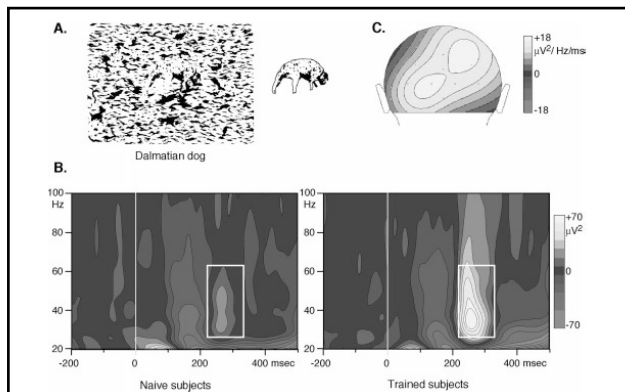 A.
Dalmatian dog
C.
+18
µV²/ Hz/ms
0
-18
B.
100
Hz
80
60
40
20
-200
0
200
400 msec
Naive subjects
100
Hz
80
60
40
20
-200
0
200
400 msec
Trained subjects
+70
µV²
0
-70